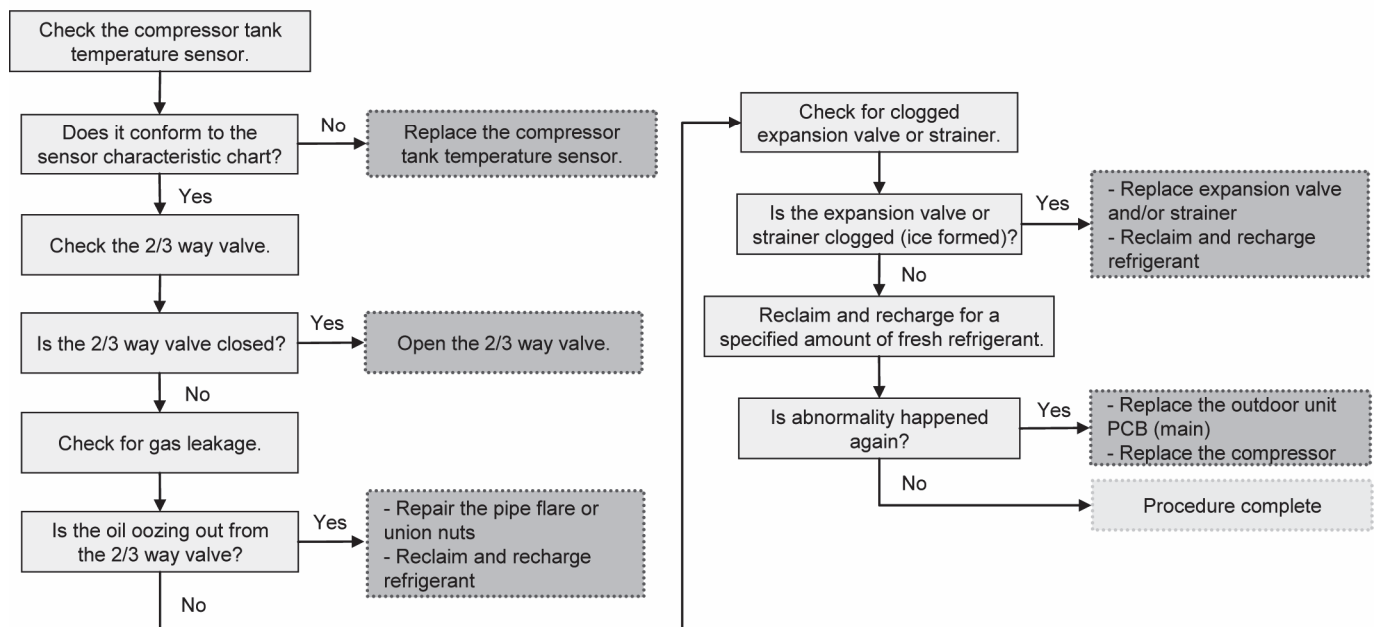 Check the compressor tank
temperature sensor.
Does it conform to the
sensor characteristic chart?
No
Replace the compressor
tank temperature sensor.
Yes
Check the 2/3 way valve.
Is the 2/3 way valve closed?
Yes
Open the 2/3 way valve.
No
Check for gas leakage.
Is the oil oozing out from
the 2/3 way valve?
Yes
- Repair the pipe flare or
union nuts
- Reclaim and recharge
refrigerant
No
Check for clogged
expansion valve or strainer.
Is the expansion valve or
strainer clogged (ice formed)?
Yes
- Replace expansion valve
and/or strainer
- Reclaim and recharge
refrigerant
No
Reclaim and recharge for a
specified amount of fresh refrigerant.
Is abnormality happened
again?
Yes
- Replace the outdoor unit
PCB (main)
- Replace the compressor
No
Procedure complete